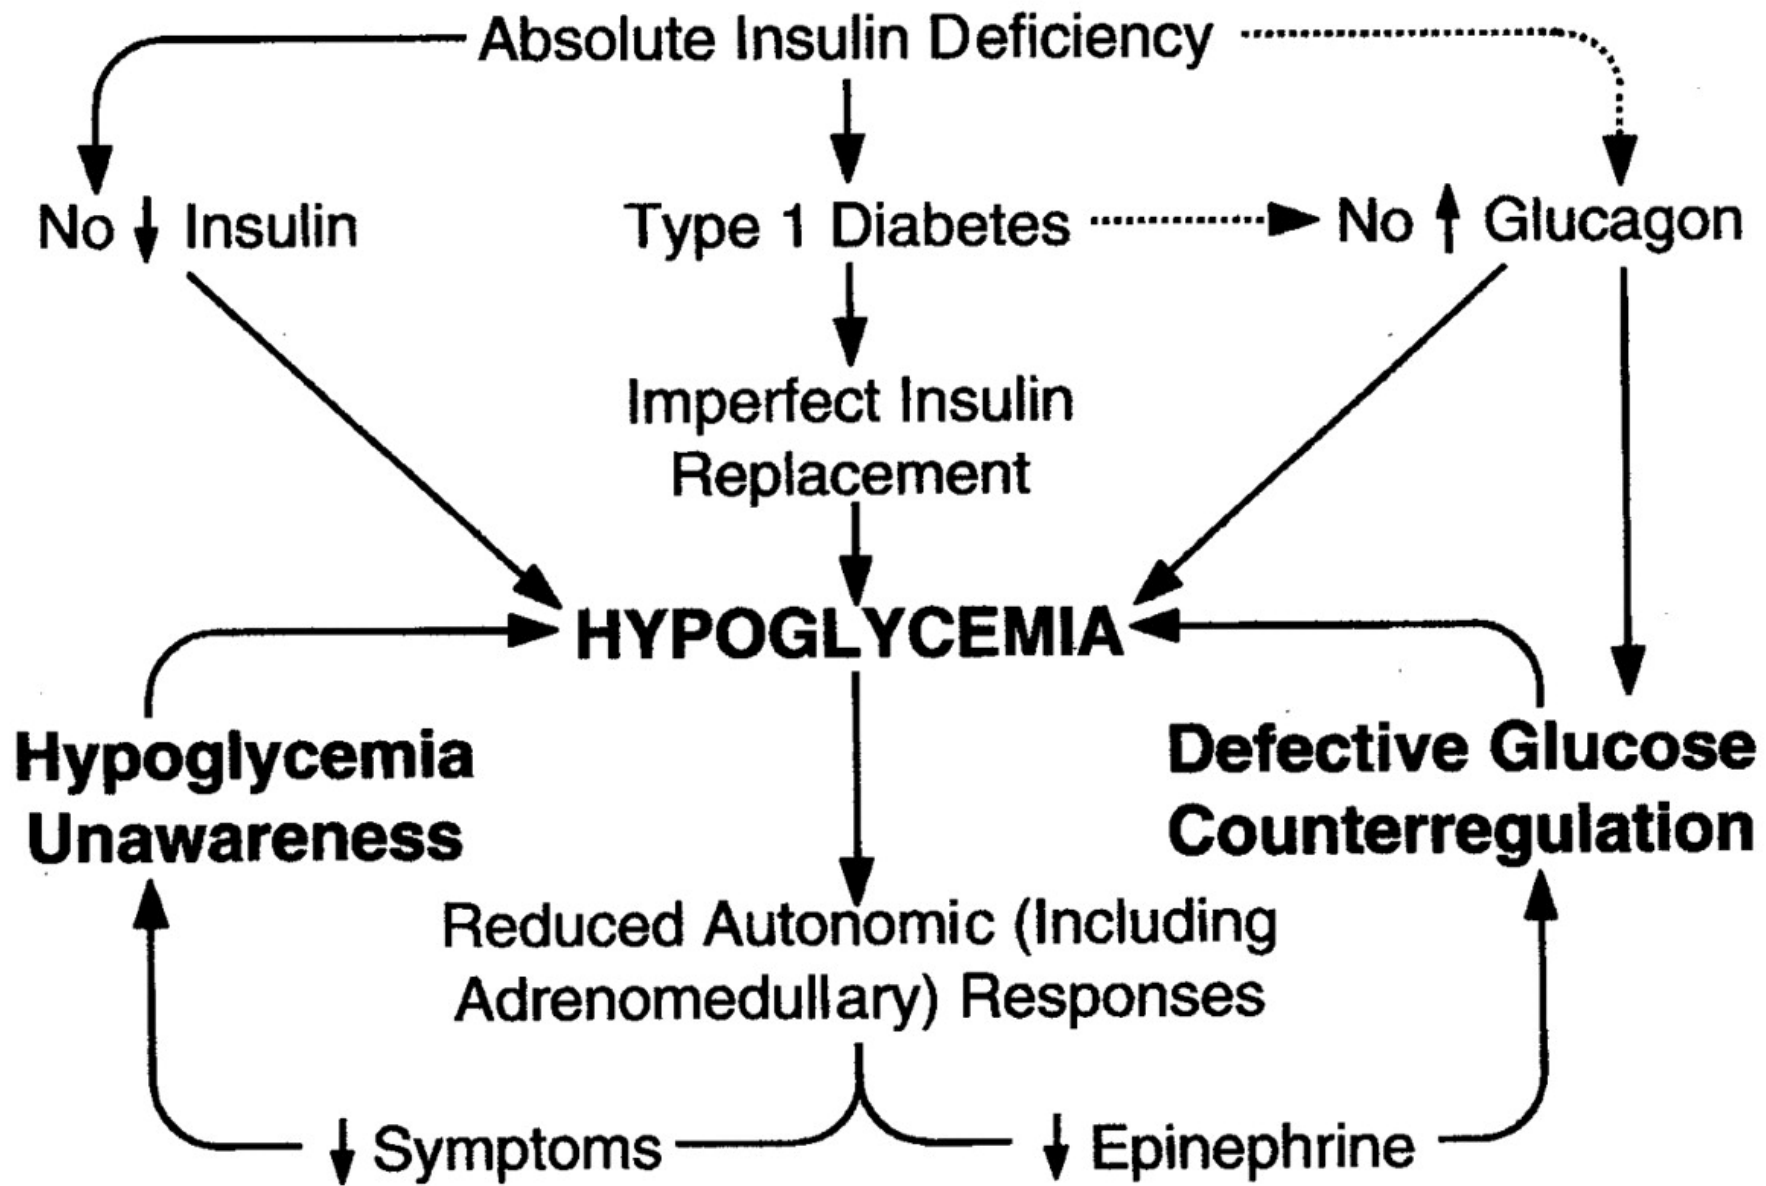 Absolute Insulin Deficiency
No ↓ Insulin
Type 1 Diabetes
No ↑ Glucagon
Imperfect Insulin
Replacement
HYPOGLYCEMIA
Hypoglycemia
Unawareness
Defective Glucose
Counterregulation
Reduced Autonomic (Including
Adrenomedullary) Responses
↓ Symptoms
↓ Epinephrine